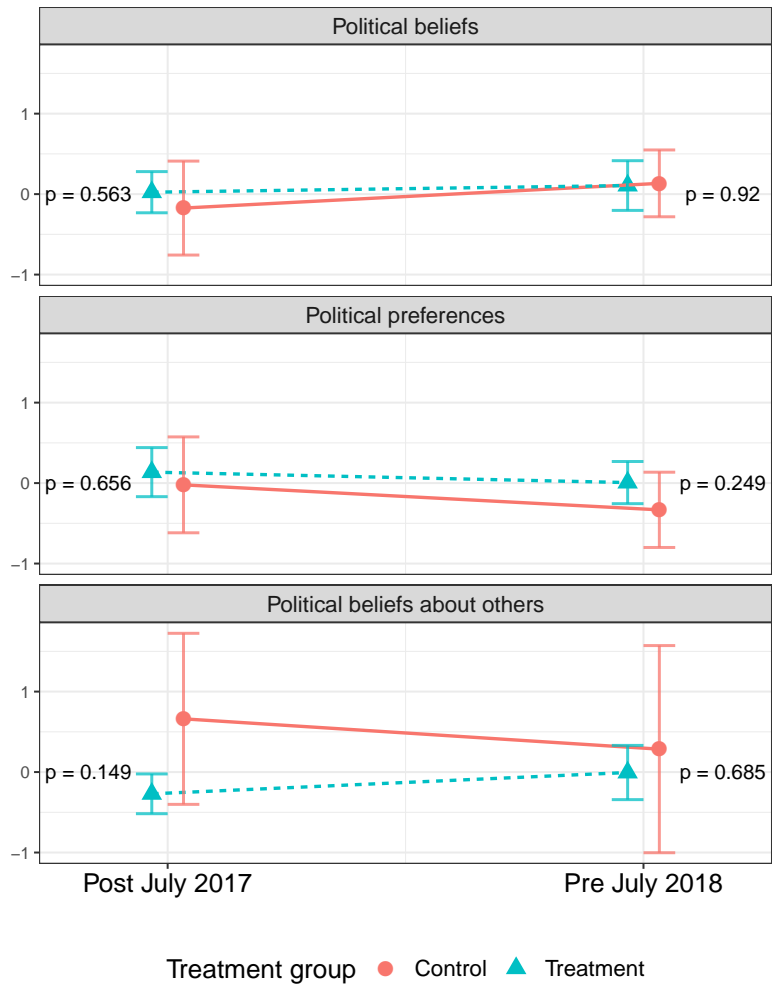 Political beliefs
1
0
−1
p = 0.563
p = 0.92
Political preferences
1
0
−1
p = 0.656
p = 0.249
Political beliefs about others
1
0
−1
p = 0.149
p = 0.685
Post July 2017
Pre July 2018
Treatment group Control Treatment